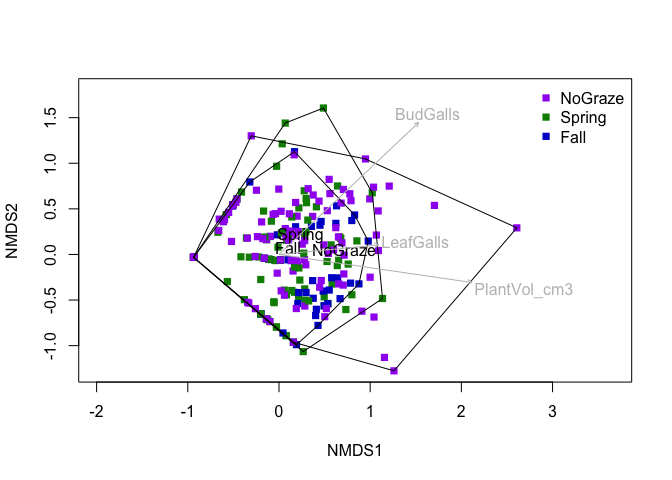 NoGraze
Spring
Fall
BudGalls
LeafGalls
PlantVol_cm3
Spring
Fall
NoGraze
1.5
1.0
0.5
0.0
-0.5
-1.0
NMDS2
-2
-1
0
1
2
3
NMDS1